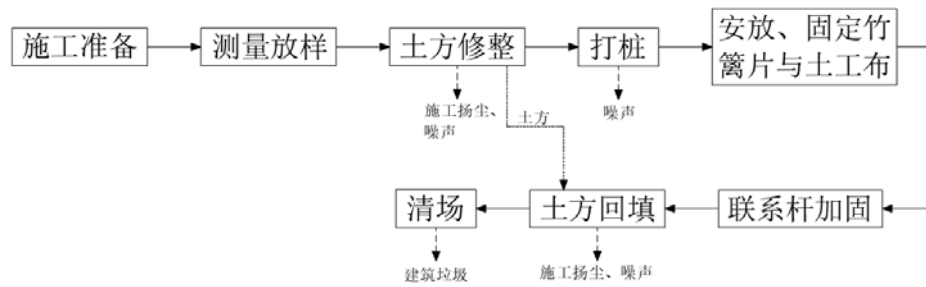 施工准备
测量放样
土方修整
打桩
安放、固定竹
篱片与土工布
施工扬尘、
噪声
土方
噪声
清场
土方回填
联系杆加固
建筑垃圾
施工扬尘、噪声